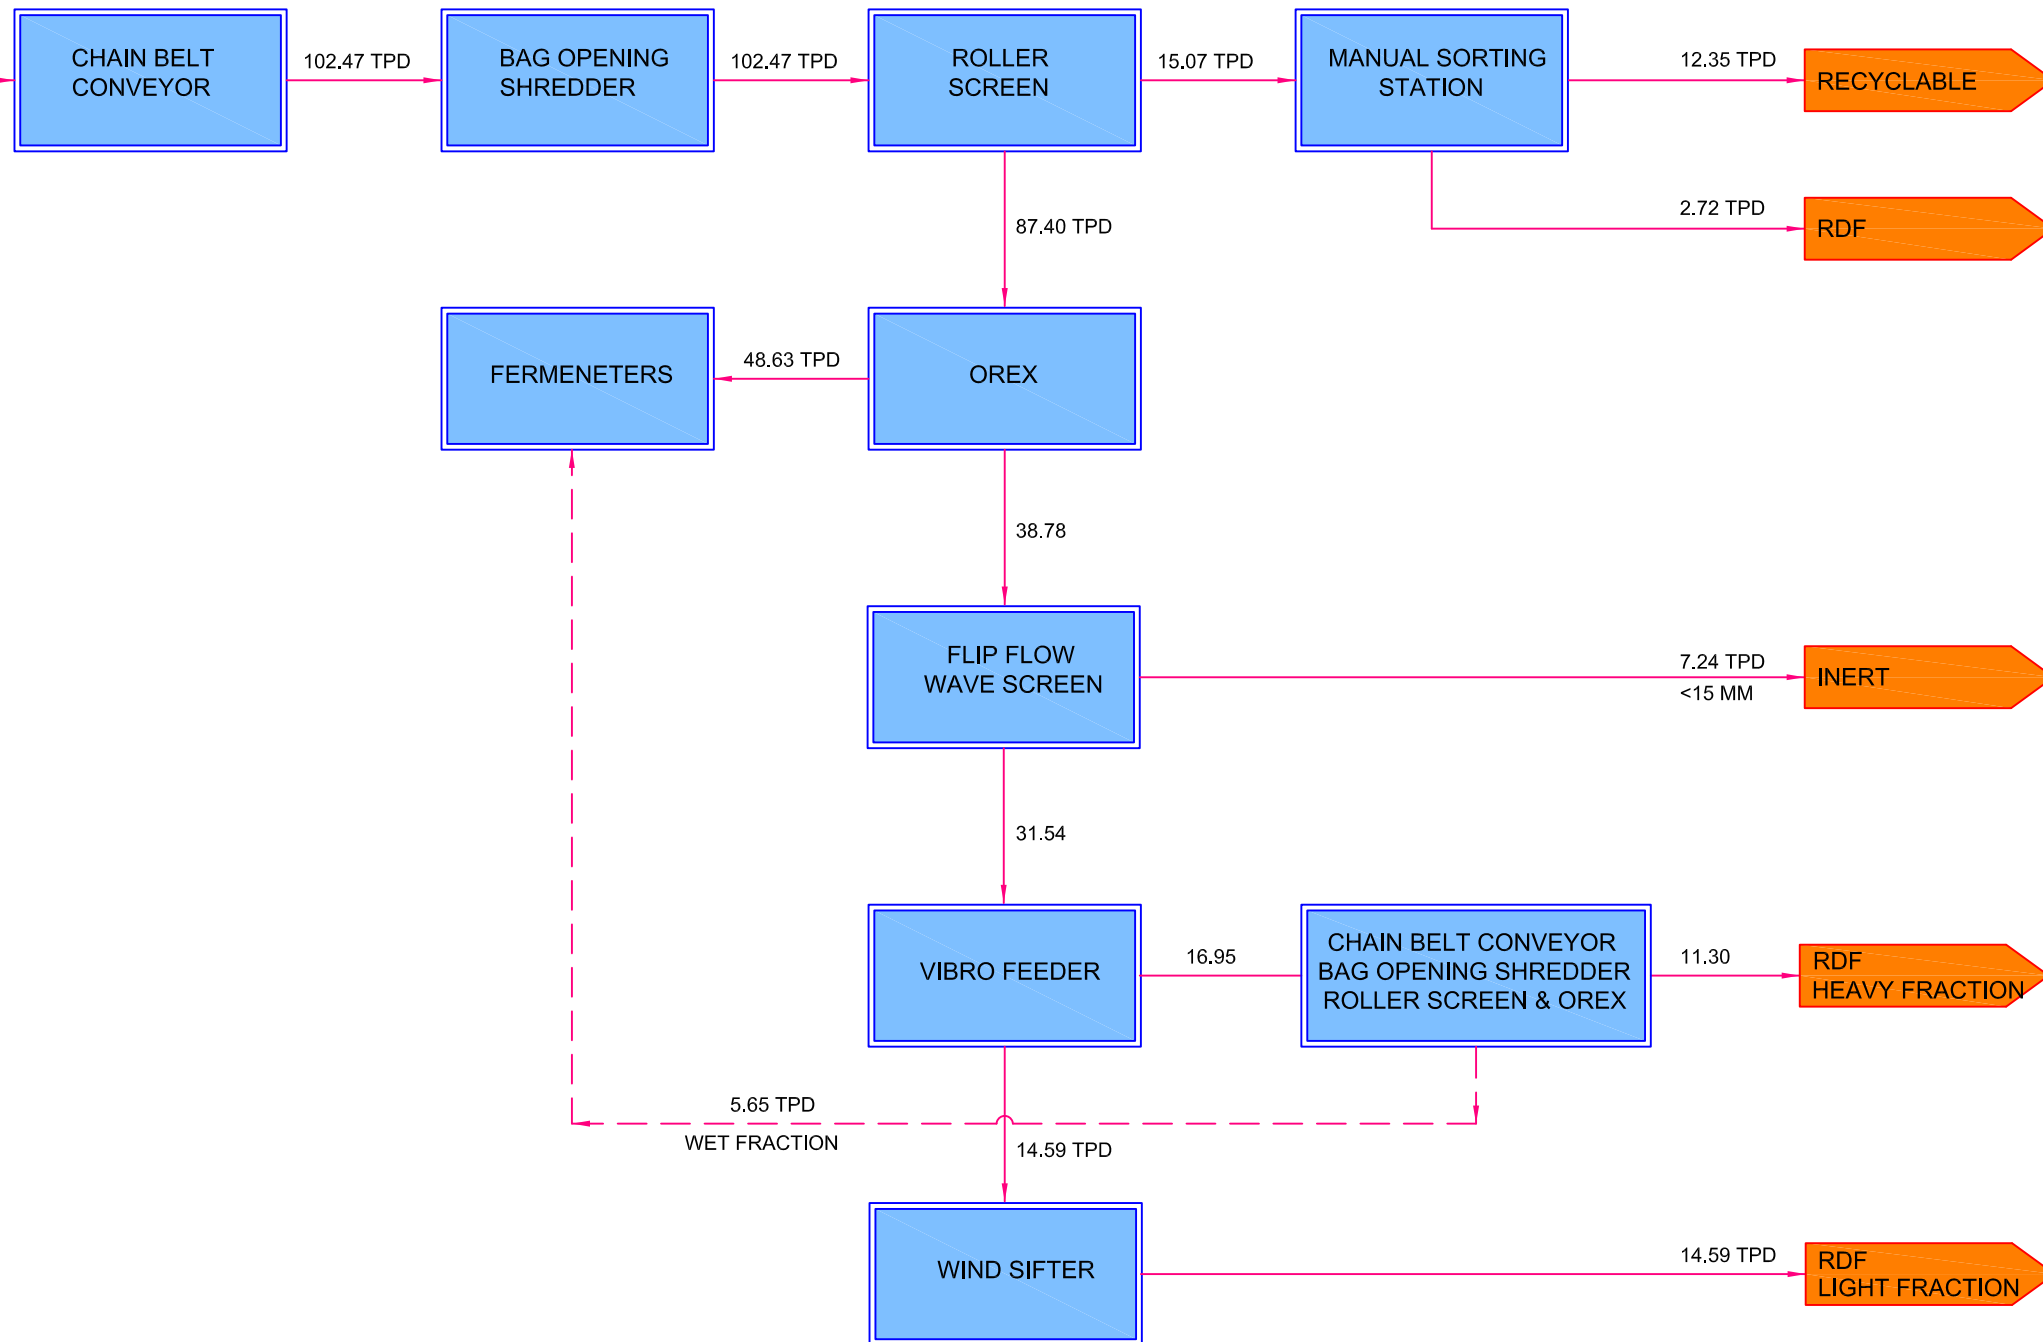 CHAIN BELT
CONVEYOR
102.47 TPD
BAG OPENING
SHREDDER
102.47 TPD
ROLLER
SCREEN
15.07 TPD
MANUAL SORTING
STATION
12.35 TPD
RECYCLABLE
2.72 TPD
RDF
87.40 TPD
FERMENETERS
48.63 TPD
OREX
38.78
FLIP FLOW
WAVE SCREEN
7.24 TPD
<15 MM
INERT
31.54
VIBRO FEEDER
16.95
CHAIN BELT CONVEYOR
BAG OPENING SHREDDER
ROLLER SCREEN & OREX
11.30
RDF
HEAVY FRACTION
5.65 TPD
WET FRACTION
14.59 TPD
WIND SIFTER
14.59 TPD
RDF
LIGHT FRACTION